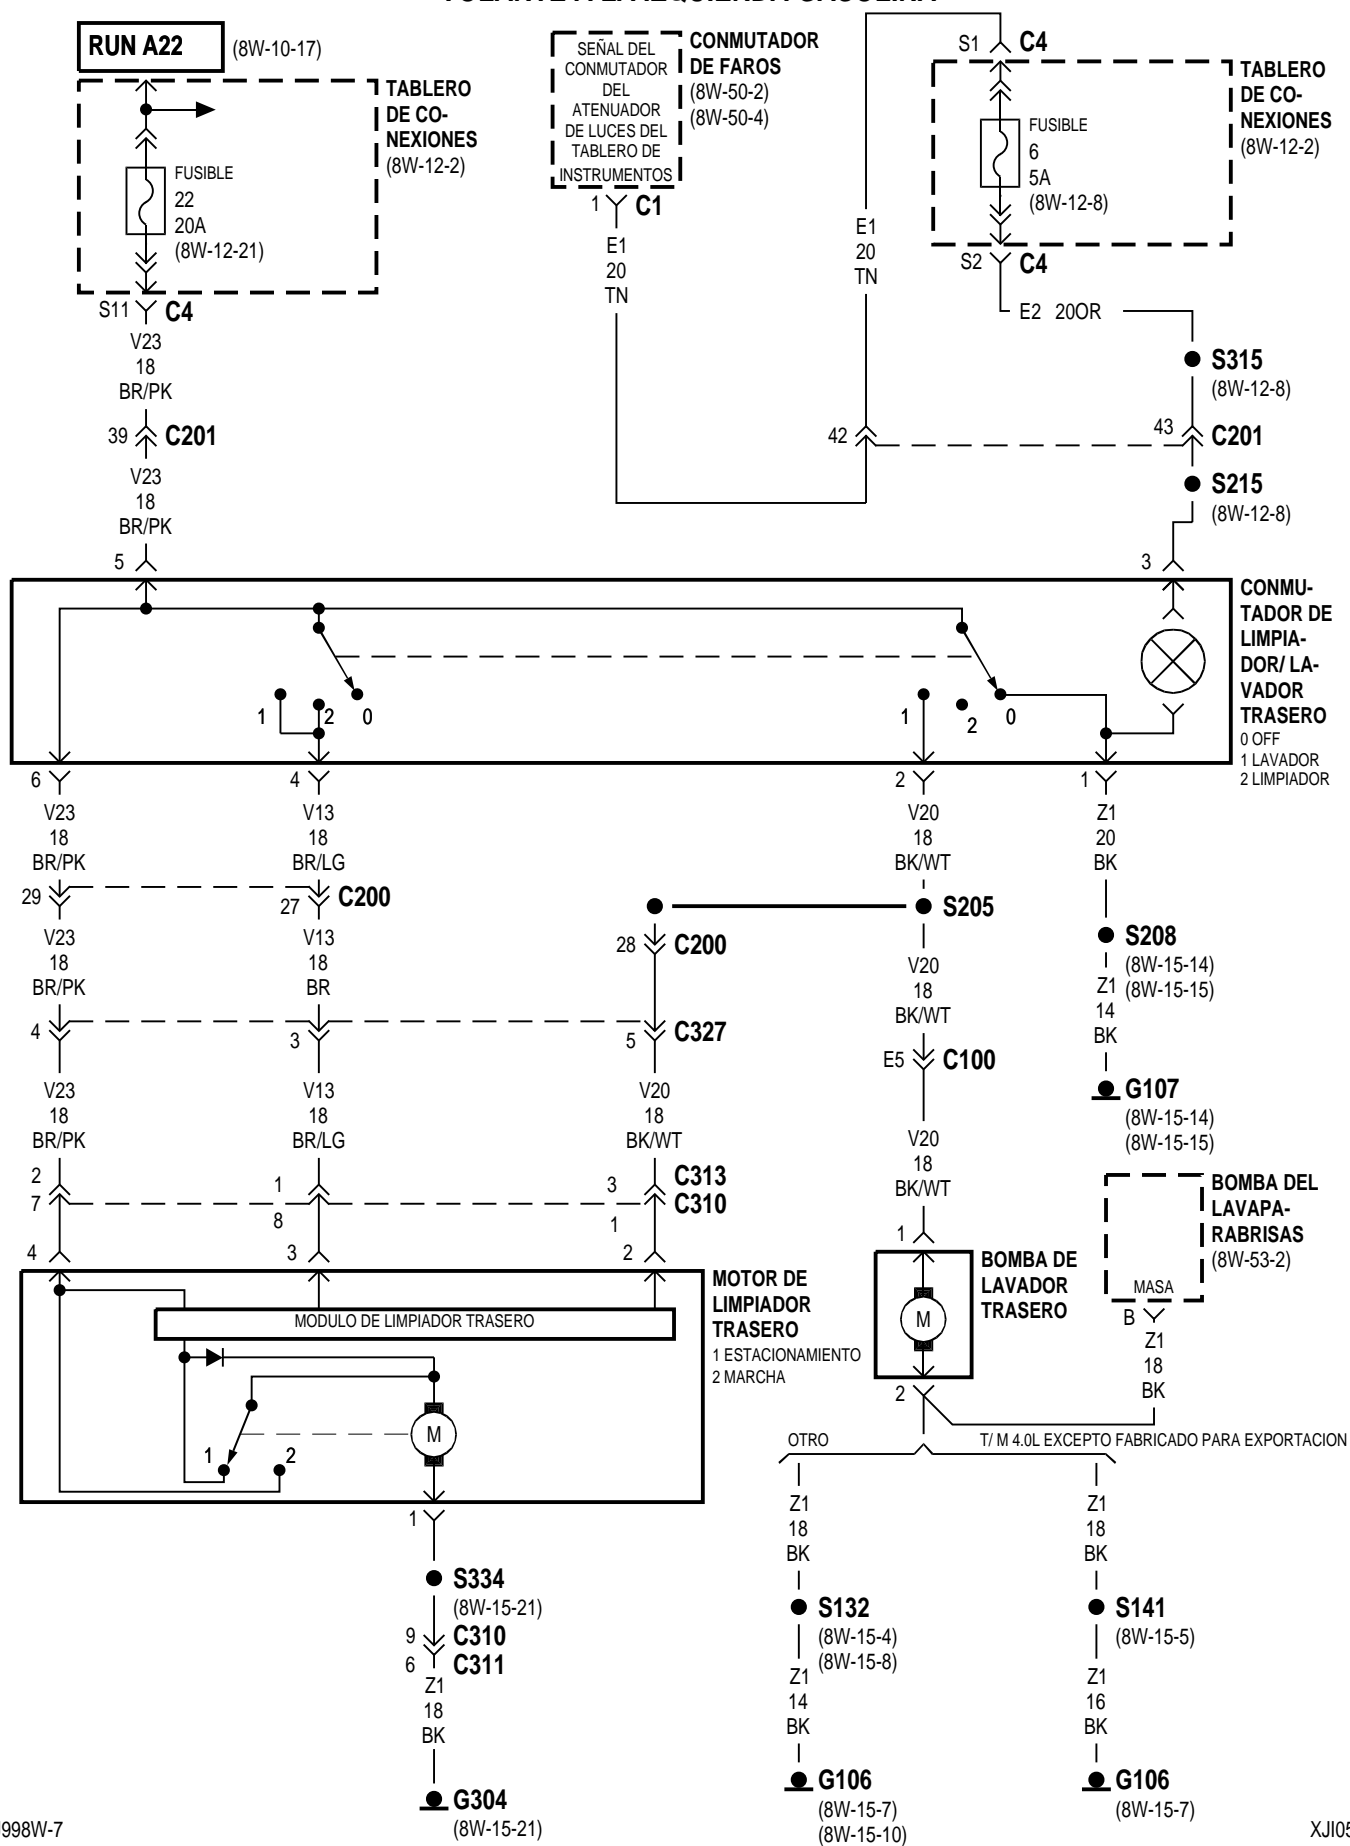 RUN A22
(8W-10-17)
TABLERO
DE CO-
NEXIONES
(8W-12-2)
FUSIBLE
22
20A
(8W-12-21)
S11
C4
V23
18
BR/PK
39
C201
V23
18
BR/PK
5
SEÑAL DEL
CONMUTADOR
DEL
ATENUADOR
DE LUCES DEL
TABLERO DE
INSTRUMENTOS
CONMUTADOR
DE FAROS
(8W-50-2)
(8W-50-4)
1
C1
E1
20
TN
E1
20
TN
42
S1
C4
TABLERO
DE CO-
NEXIONES
(8W-12-2)
FUSIBLE
6
5A
(8W-12-8)
S2
C4
E2 20OR
S315
(8W-12-8)
43
C201
S215
(8W-12-8)
3
CONMU-
TADOR DE
LIMPIA-
DOR/ LA-
VADOR
TRASERO
0 OFF
1 LAVADOR
2 LIMPIADOR
1
2
0
1
2
0
6
V23
18
BR/PK
29
V23
18
BR/PK
4
V23
18
BR/PK
2
7
4
4
V13
18
BR/LG
27
C200
V13
18
BR
3
V13
18
BR/LG
1
8
3
28
C200
5
C327
V20
18
BK/WT
3
C313
C310
1
2
2
V20
18
BK/WT
S205
V20
18
BK/WT
E5
C100
V20
18
BK/WT
1
1
Z1
20
BK
S208
(8W-15-14)
(8W-15-15)
Z1
14
BK
G107
(8W-15-14)
(8W-15-15)
BOMBA DEL
LAVAPA-
RABRISAS
(8W-53-2)
MASA
B
Z1
18
BK
BOMBA DE
LAVADOR
TRASERO
M
2
MOTOR DE
LIMPIADOR
TRASERO
1 ESTACIONAMIENTO
2 MARCHA
MODULO DE LIMPIADOR TRASERO
M
1
2
1
S334
(8W-15-21)
9
C310
6
C311
Z1
18
BK
G304
(8W-15-21)
OTRO
T/ M 4.0L EXCEPTO FABRICADO PARA EXPORTACION
Z1
18
BK
S132
(8W-15-4)
(8W-15-8)
Z1
14
BK
G106
(8W-15-7)
(8W-15-10)
Z1
18
BK
S141
(8W-15-5)
Z1
16
BK
G106
(8W-15-7)
998W-7
XJI05